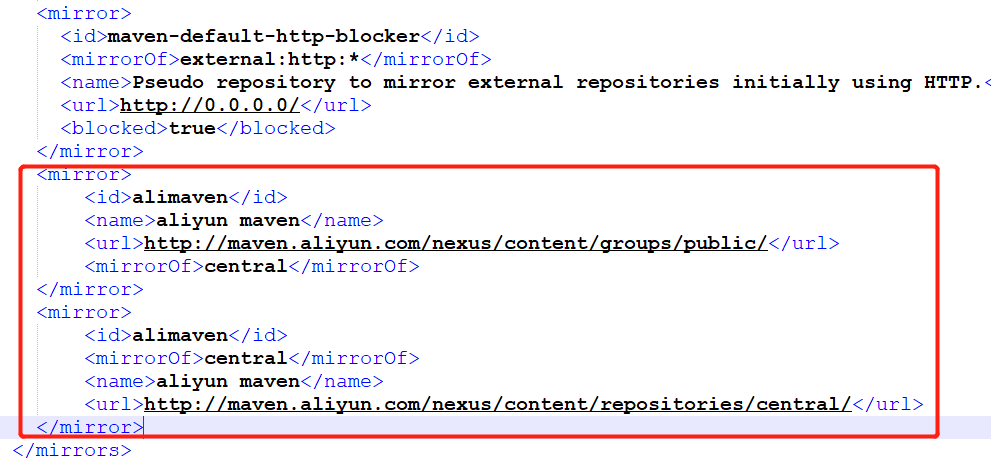 <mirror>
<id>maven-default-http-blocker</id>
<mirrorOf>external:http:*</mirrorOf>
<name>Pseudo repository to mirror external repositories initially using HTTP.<
<url>http://0.0.0.0/</url>
<blocked>true</blocked>
</mirror>
<mirror>
<id>alimaven</id>
<name>aliyun maven</name>
<url>http://maven.aliyun.com/nexus/content/groups/public/</url>
<mirrorOf>central</mirrorOf>
</mirror>
<mirror>
<id>alimaven</id>
<mirrorOf>central</mirrorOf>
<name>aliyun maven</name>
<url>http://maven.aliyun.com/nexus/content/repositories/central/</url>
</mirror>
</mirrors>